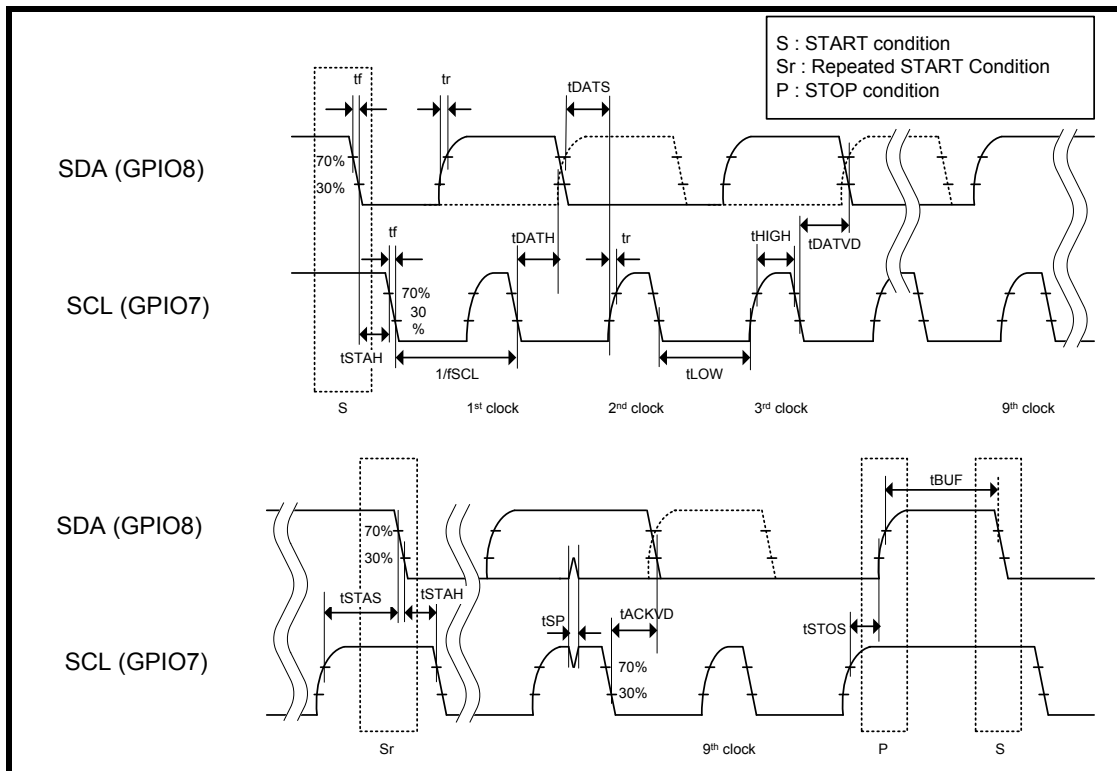 S : START condition
Sr : Repeated START Condition
P : STOP condition
tf
tr
tDATS
SDA (GPIO8)
70%
30%
tf
tDATH
tr
tHIGH
tDATVD
SCL (GPIO7)
70%
30
%
tSTAH
1/fSCL
tLOW
S
1st clock
2nd clock
3rd clock
9th clock
tBUF
SDA (GPIO8)
70%
30%
tSTAS
tSTAH
tSP
tACKVD
tSTOS
SCL (GPIO7)
70%
30%
Sr
9th clock
P
S